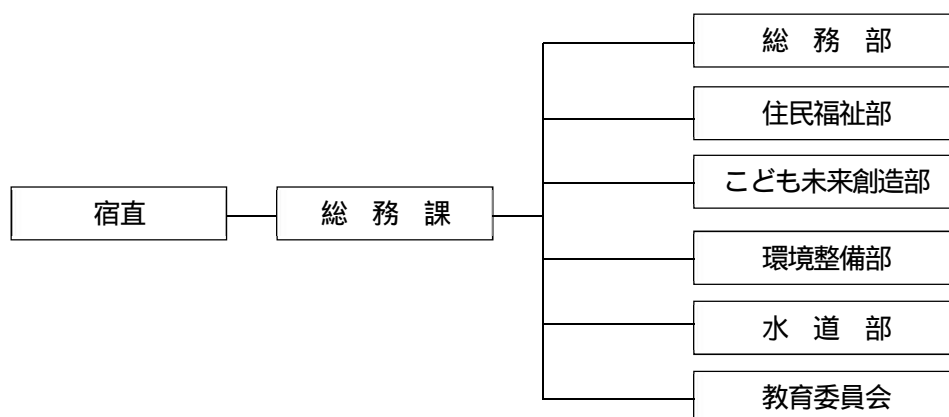 総　務　部
住民福祉部
こども未来創造部
宿直
総　務　課
環境整備部
水　道　部
教育委員会